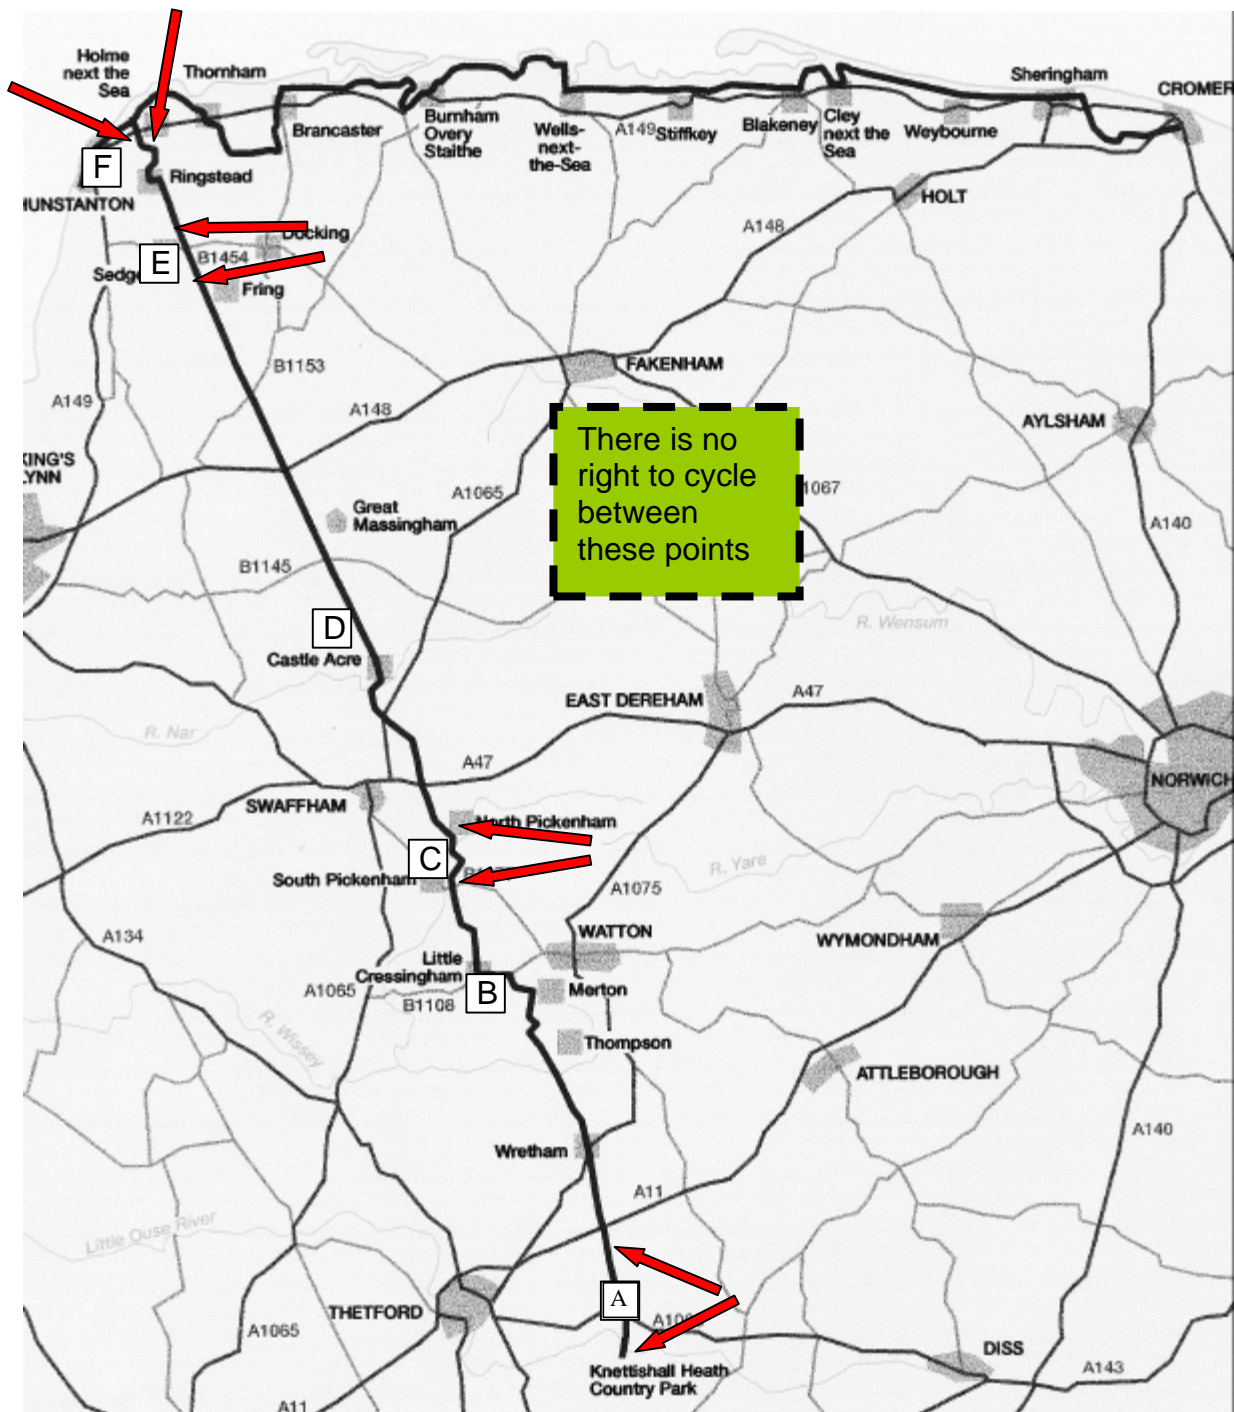 Holme
next the
Sea
Thornham
Sheringham
CROMER
Brancaster
Burnham
Overy
Staithe
Wells-
next-
the-Sea
A149
Stiffkey
Blakeney
Cley
next the
Sea
Weybourne
F
Ringstead
HUNSTANTON
HOLT
A148
Docking
E
B1454
Fring
B1153
FAKENHAM
A149
A148
AYLSHAM
There is no
right to cycle
between
these points
A1065
Great
Massingham
A140
B1145
D
Castle Acre
R. Wensum
EAST DEREHAM
A47
R. Nar
A47
NORWICH
SWAFFHAM
A1122
North Pickenham
C
South Pickenham
R. Yare
A1075
A134
WATTON
WYMONDHAM
Little
Cressingham
A1065
B
B1108
Merton
R. Wissey
Thompson
ATTLEBOROUGH
A140
Wretham
A11
Little Ouse River
A
THETFORD
A1065
DISS
A143
Knettishall Heath
Country Park
A11